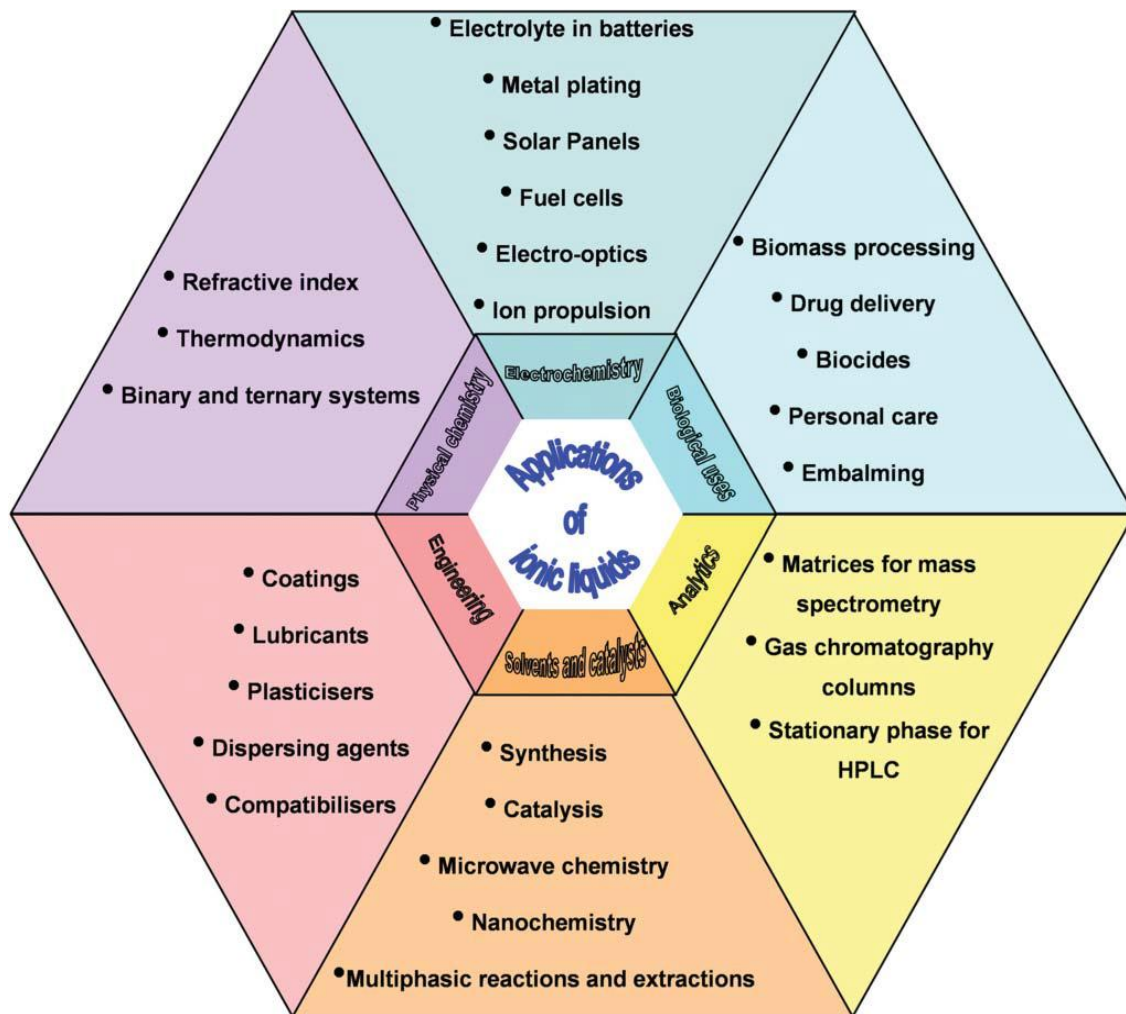 Applications
of
ionic liquids
Electrochemistry
• Electrolyte in batteries
• Metal plating
• Solar Panels
• Fuel cells
• Electro-optics
• Ion propulsion
Biological uses
• Biomass processing
• Drug delivery
• Biocides
• Personal care
• Embalming
Analytics
• Matrices for mass
spectrometry
• Gas chromatography
columns
• Stationary phase for
HPLC
Solvents and catalysts
• Synthesis
• Catalysis
• Microwave chemistry
• Nanochemistry
• Multiphasic reactions and extractions
Engineering
• Coatings
• Lubricants
• Plasticisers
• Dispersing agents
• Compatibilisers
Physical chemistry
• Refractive index
• Thermodynamics
• Binary and ternary systems